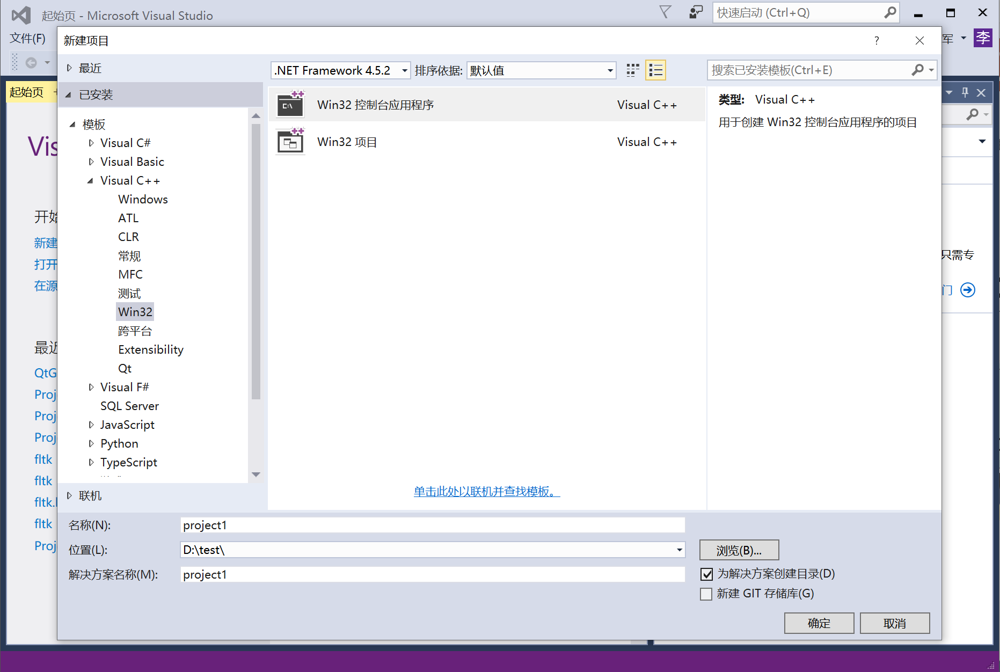 起始页 - Microsoft Visual Studio
快速启动 (Ctrl+Q)
文件(F)
军
李
新建项目
?
起始页
最近
已安装
.NET Framework 4.5.2
排序依据:
默认值
搜索已安装模板(Ctrl+E)
模板
Visual C#
Visual Basic
Visual C++
Windows
ATL
CLR
常规
MFC
测试
Win32
跨平台
Extensibility
Qt
Visual F#
SQL Server
JavaScript
Python
TypeScript
联机
C:\
Win32 控制台应用程序
Visual C++
Win32 项目
Visual C++
单击此处以联机并查找模板。
类型: Visual C++
用于创建 Win32 控制台应用程序的项目
Vis
开始
新建
打开
在源
最近
QtG
Proj
Proj
Proj
fltk
fltk
fltk.
fltk
Proj
只需专
门
名称(N):
project1
位置(L):
D:\test\
浏览(B)...
解决方案名称(M):
project1
为解决方案创建目录(D)
新建 GIT 存储库(G)
确定
取消